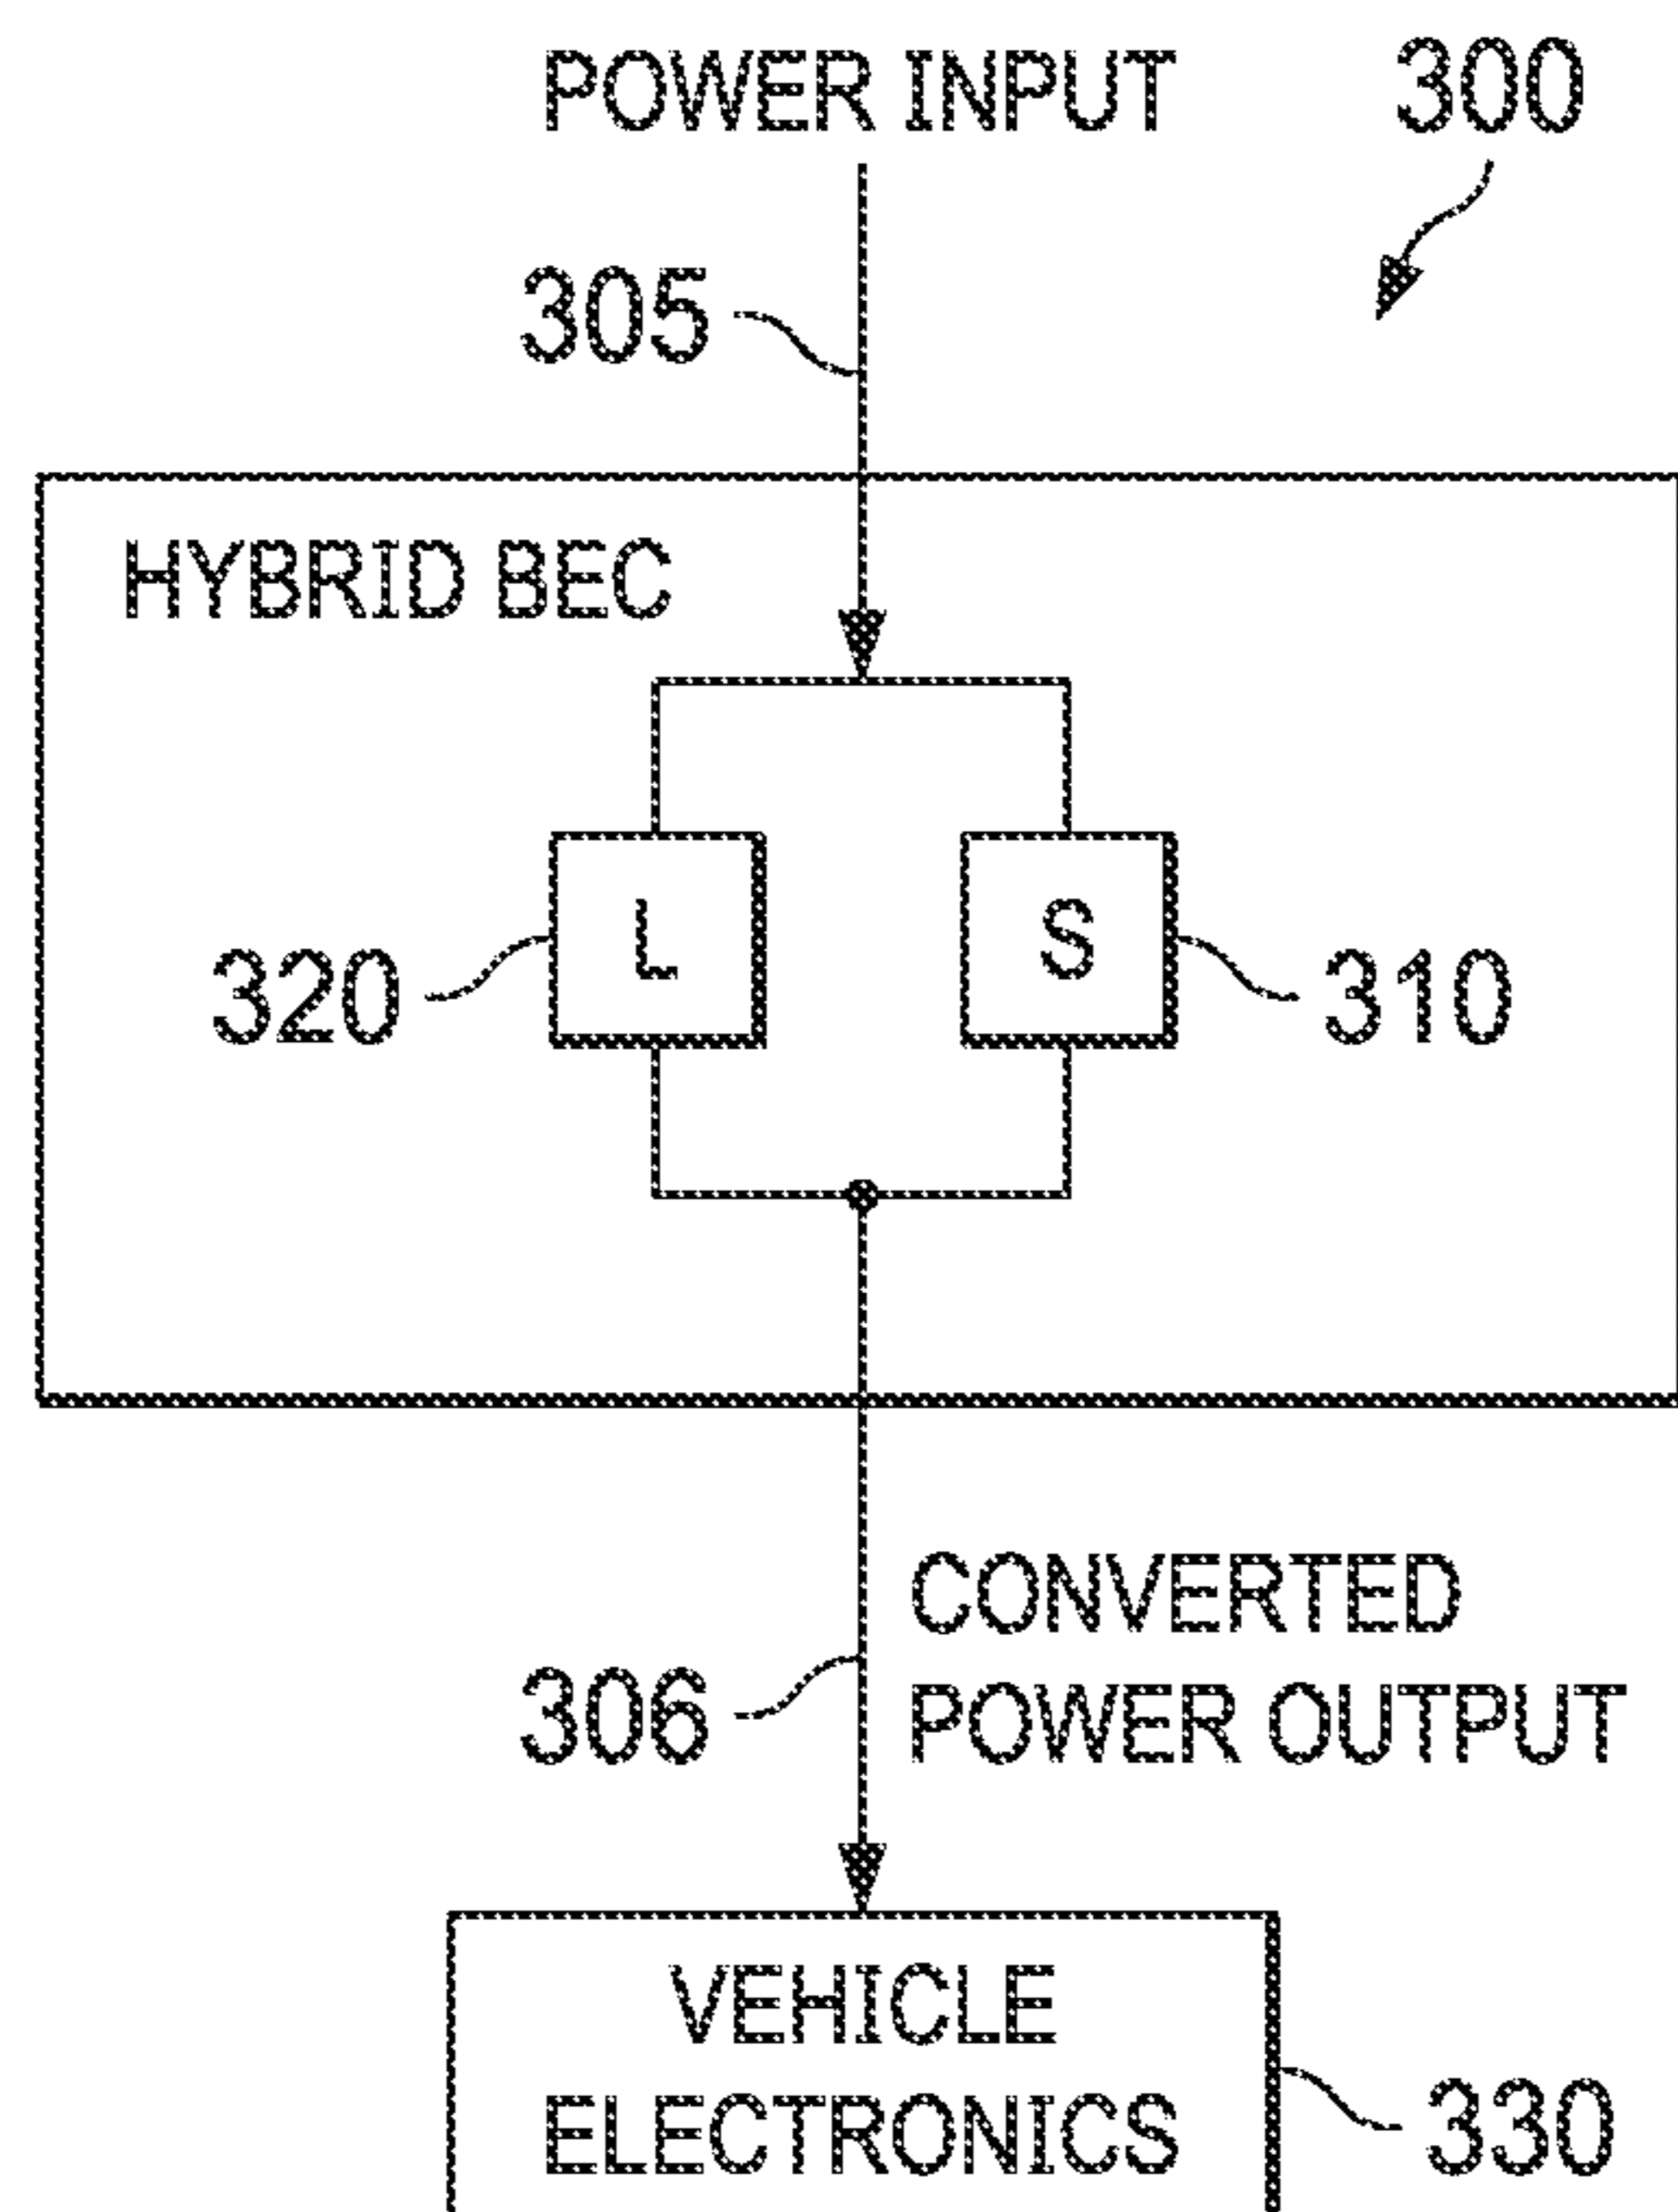 POWER INPUT
300
305
HYBRID BEC
L
S
320
310
CONVERTED
306
POWER OUTPUT
VEHICLE
ELECTRONICS
330